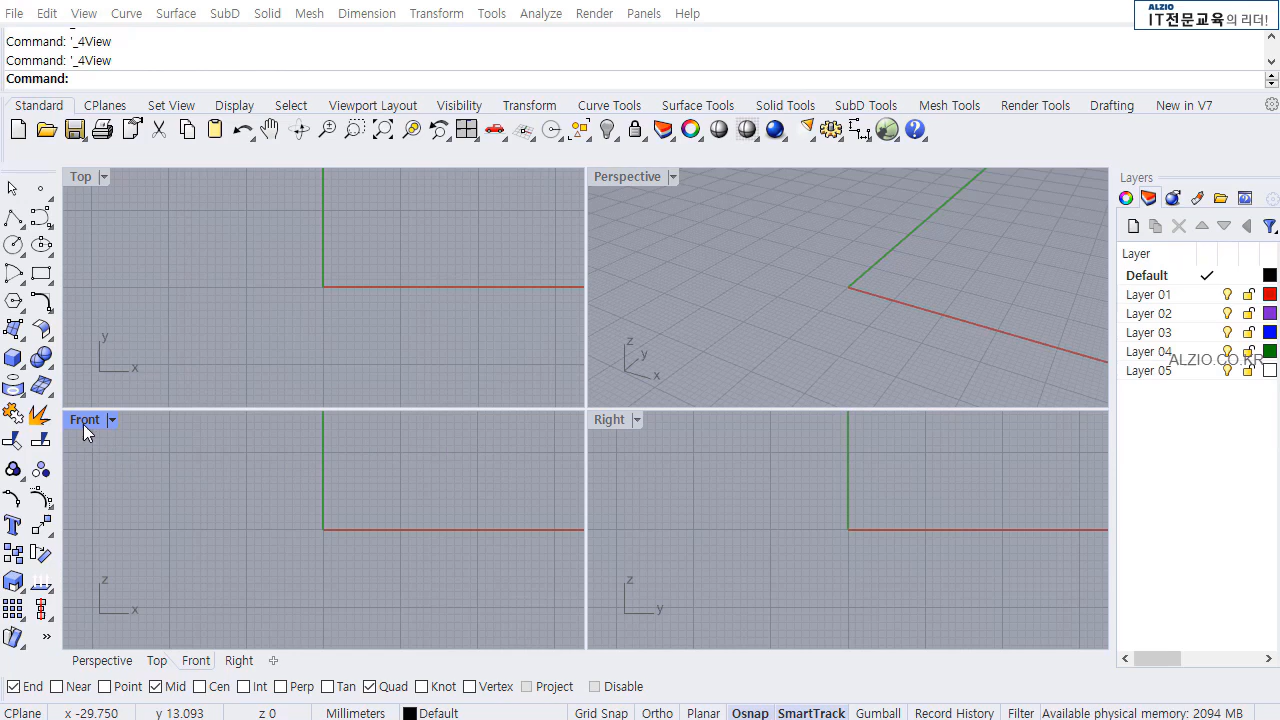 File Edit View Curve Surface SubD Solid Mesh Dimension Transform Tools Analyze Render Panels Help
ALZIO
IT전문교육의 리더!
Command: '_4View
Command: '_4View
Command:
Standard CPlanes Set View Display Select Viewport Layout Visibility Transform Curve Tools Surface Tools Solid Tools SubD Tools Mesh Tools Render Tools Drafting New in V7
Top
y
x
Perspective
z
y
x
Front
z
x
Right
z
y
Layers
Layer
Default
Layer 01
Layer 02
Layer 03
Layer 04
ALZIO.CO.KR
Layer 05
Perspective Top Front Right
End Near Point Mid Cen Int Perp Tan Quad Knot Vertex Project Disable
CPlane x -29.750 y 13.093 z 0 Millimeters Default Grid Snap Ortho Planar Osnap SmartTrack Gumball Record History Filter Available physical memory: 2094 MB